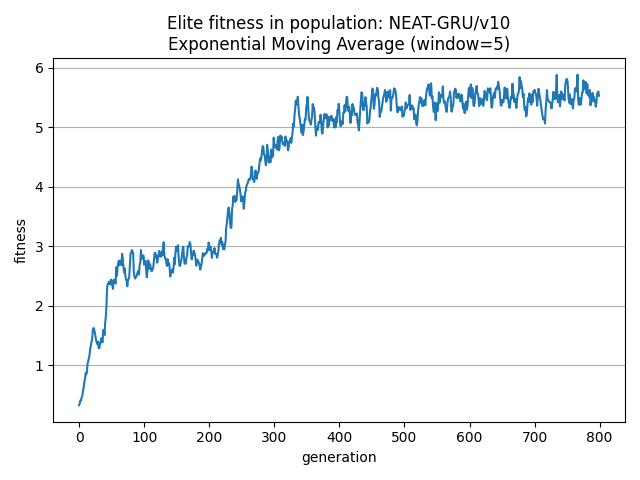 Elite fitness in population: NEAT-GRU/v10
Exponential Moving Average (window=5)
6
5
4
3
2
1
fitness
0 100 200 300 400 500 600 700 800
generation